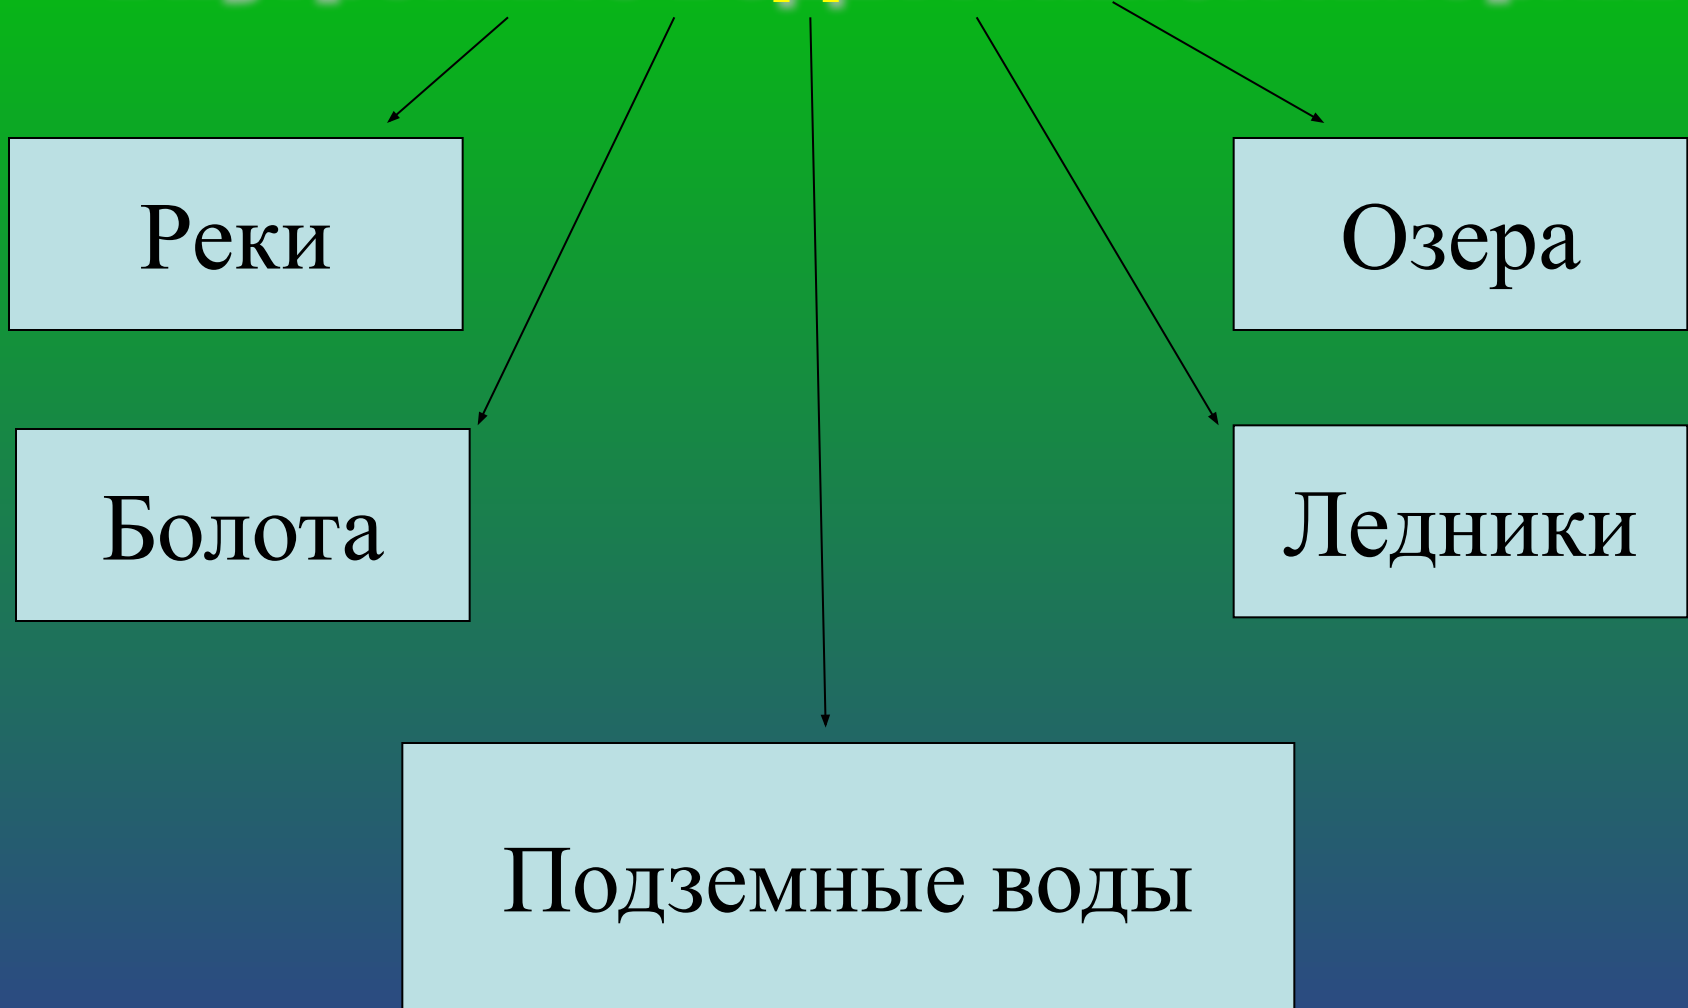 Реки
Озера
Болота
Ледники
Подземные воды